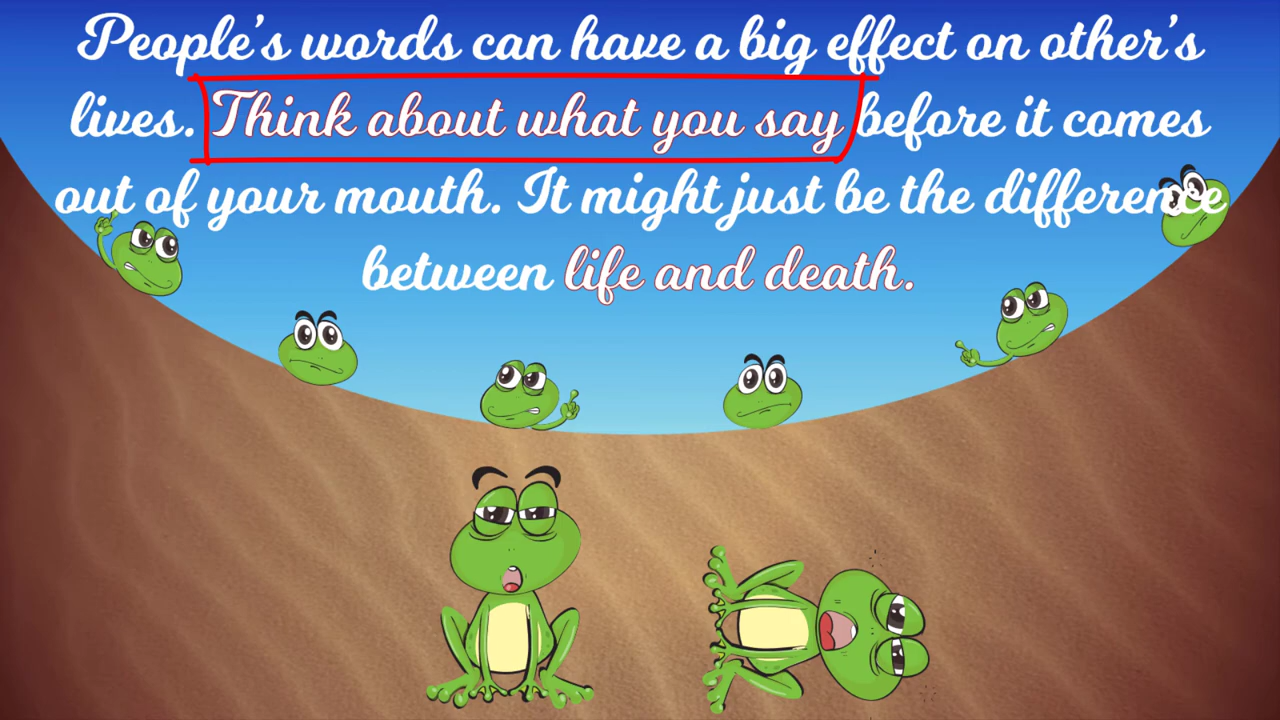 People's words can have a big effect on other's
lives. Think about what you say before it comes
out of your mouth. It might just be the difference
between life and death.